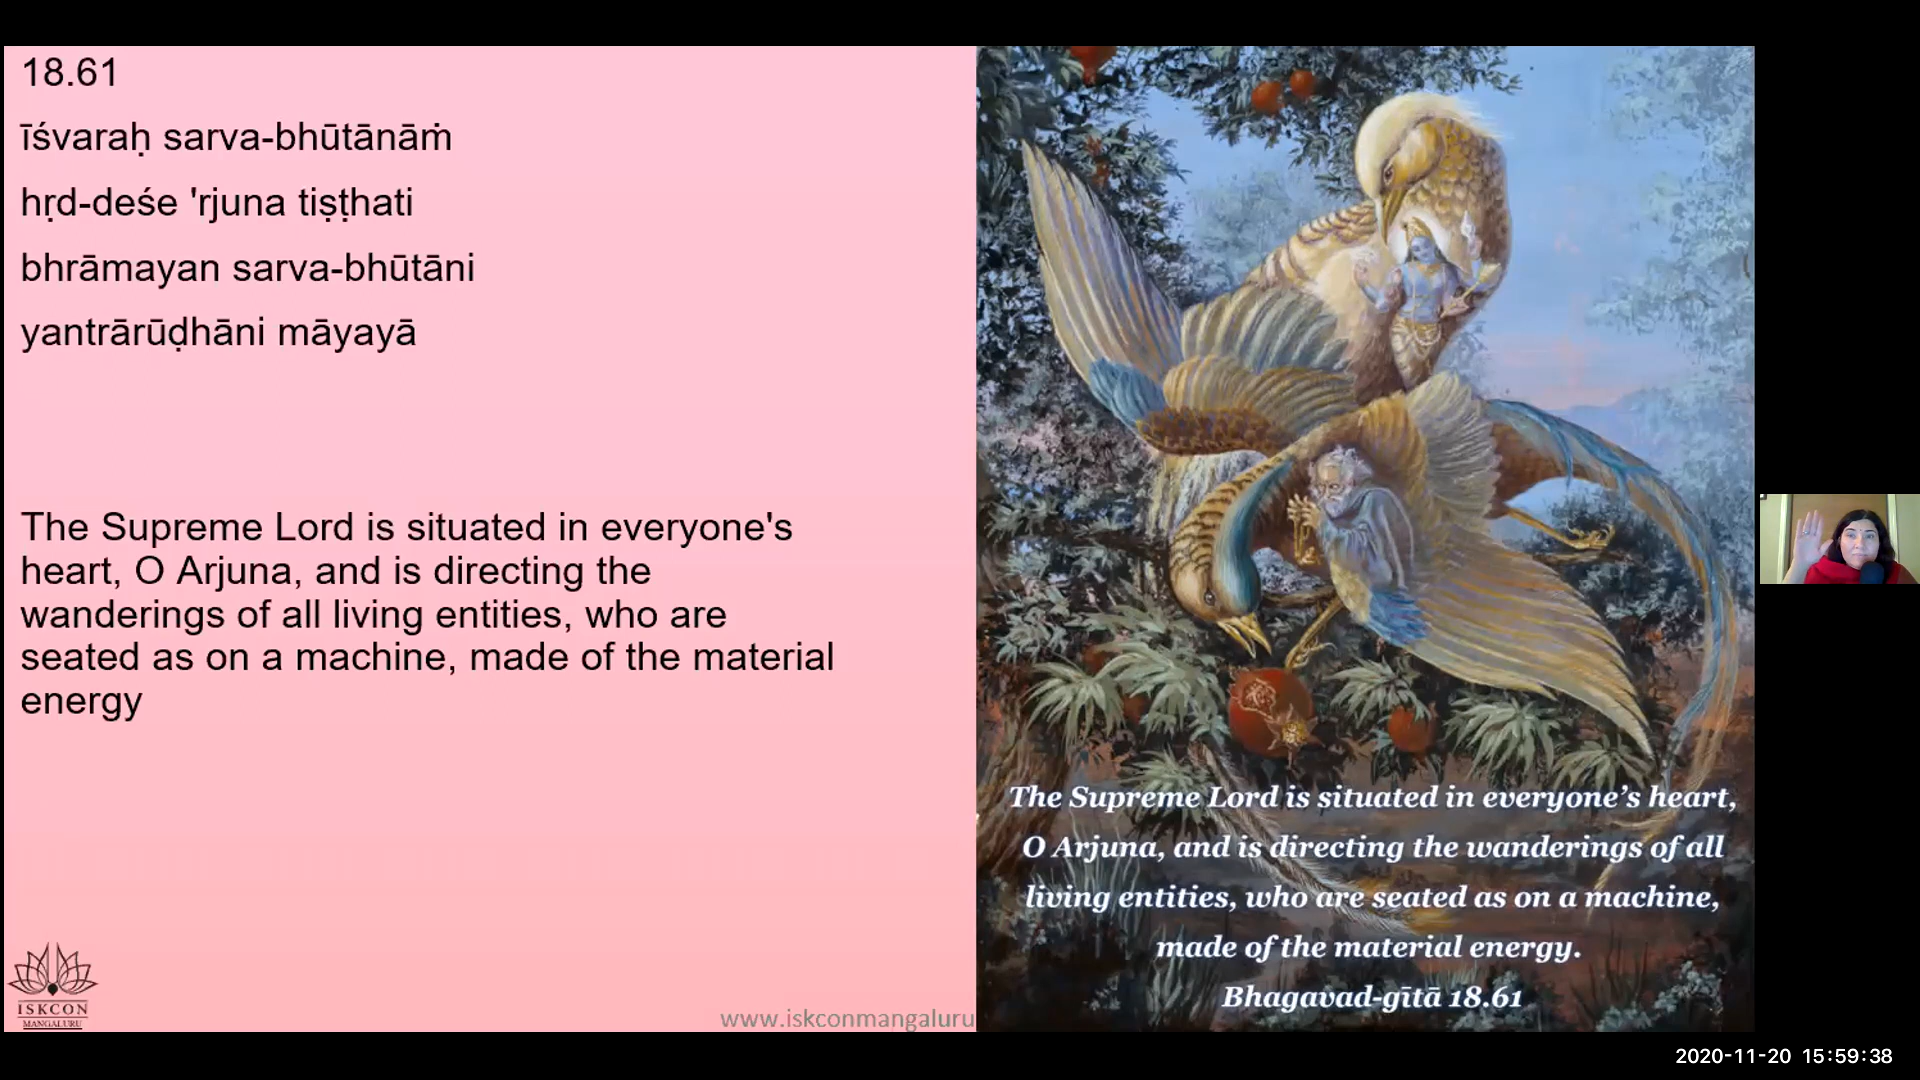 18.61
īśvaraḥ sarva-bhūtānāṁ
hṛd-deśe 'rjuna tiṣṭhati
bhrāmayan sarva-bhūtāni
yantrārūḍhāni māyayā
The Supreme Lord is situated in everyone's
heart, O Arjuna, and is directing the
wanderings of all living entities, who are
seated as on a machine, made of the material
energy
ISKCON
MANGALURU
www.iskconmangaluru
The Supreme Lord is situated in everyone’s heart,
O Arjuna, and is directing the wanderings of all
living entities, who are seated as on a machine,
made of the material energy.
Bhagavad-gītā 18.61
2020-11-20 15:59:38